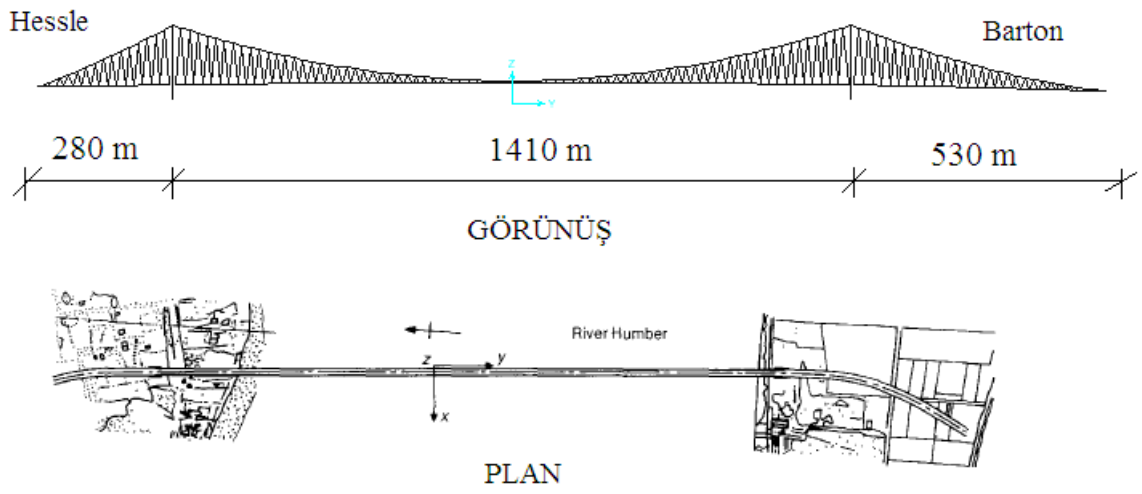 Hessle
Barton
Z
Y
280 m
1410 m
530 m
GÖRÜNÜŞ
River Humber
z
y
x
PLAN